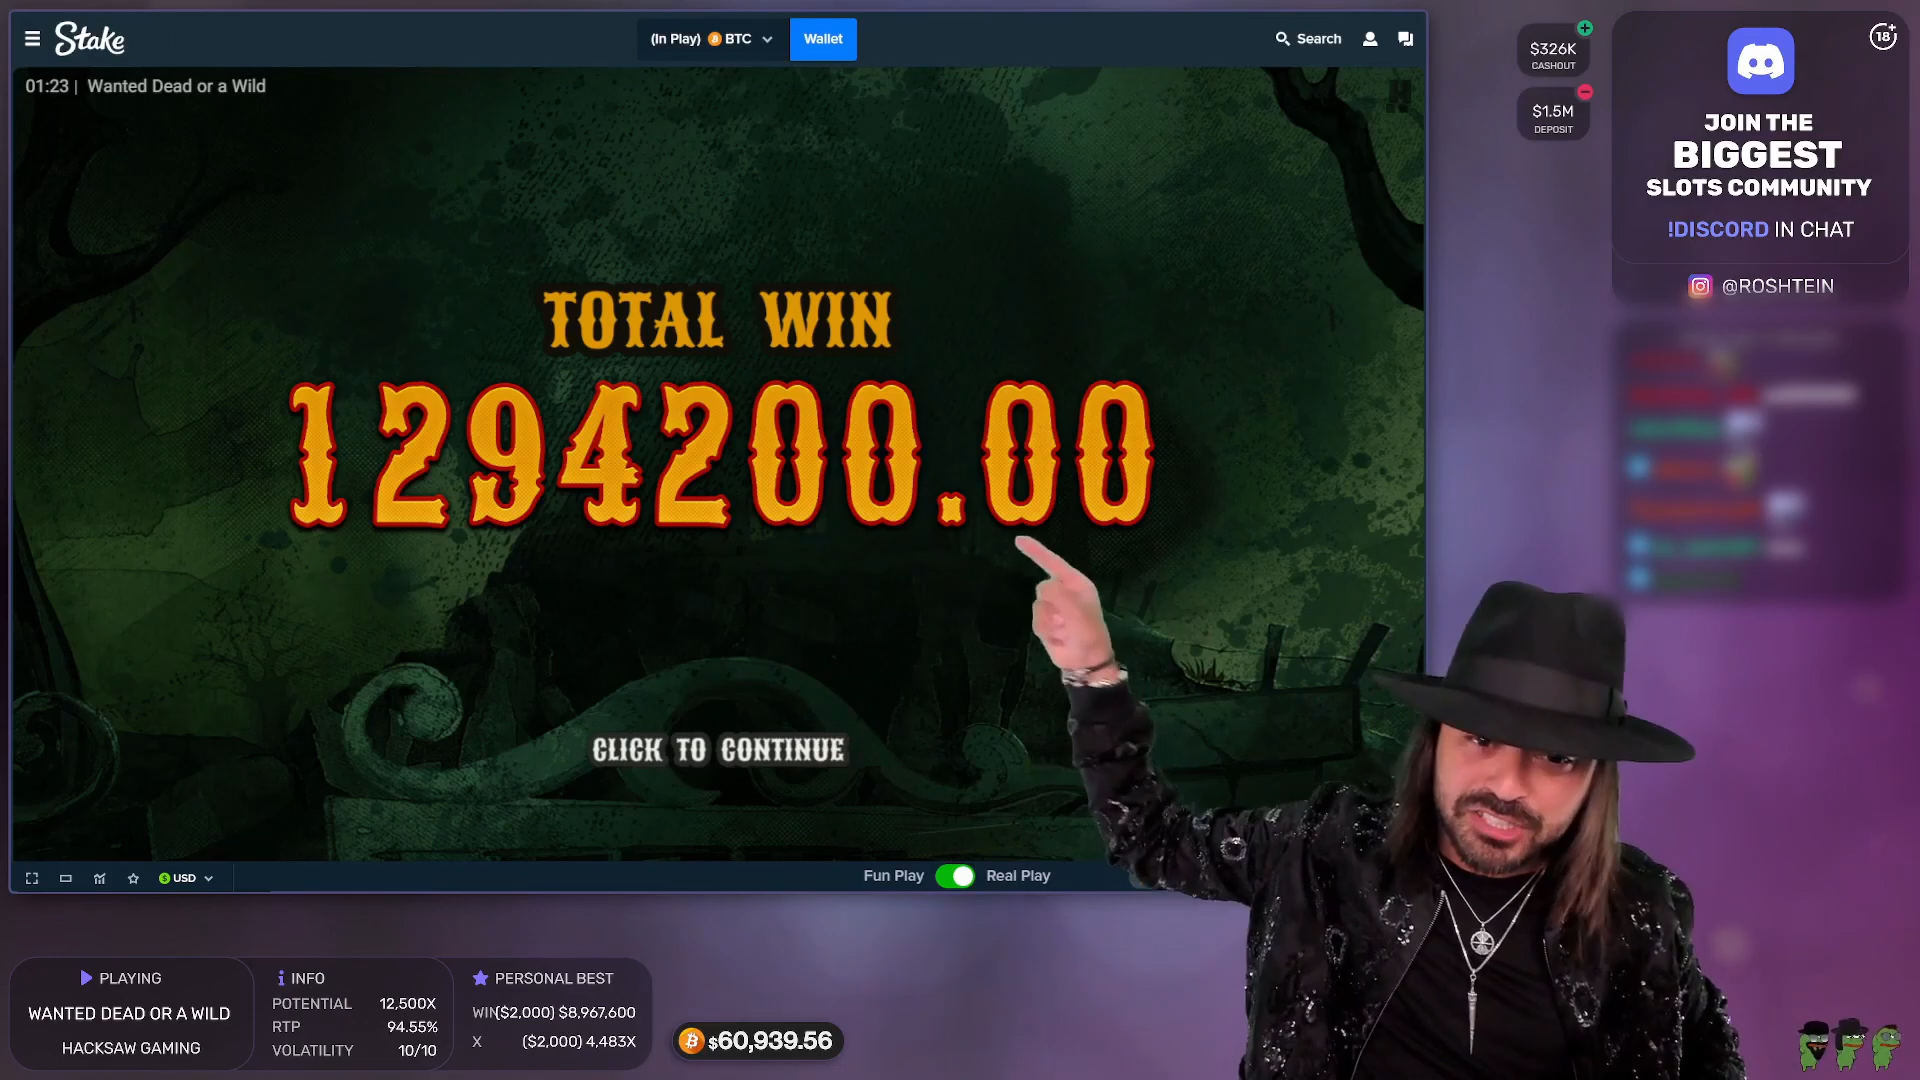 Stake
(In Play) BTC
Wallet
Search
01:23 | Wanted Dead or a Wild
TOTAL WIN
1294200.00
CLICK TO CONTINUE
USD
Fun Play
Real Play
$326K
CASHOUT
$1.5M
DEPOSIT
18+
JOIN THE
BIGGEST
SLOTS COMMUNITY
!DISCORD IN CHAT
@ROSHTEIN
PLAYING
WANTED DEAD OR A WILD
HACKSAW GAMING
INFO
POTENTIAL 12,500X
RTP 94.55%
VOLATILITY 10/10
PERSONAL BEST
WIN($2,000) $8,967,600
X ($2,000) 4,483X
$60,939.56